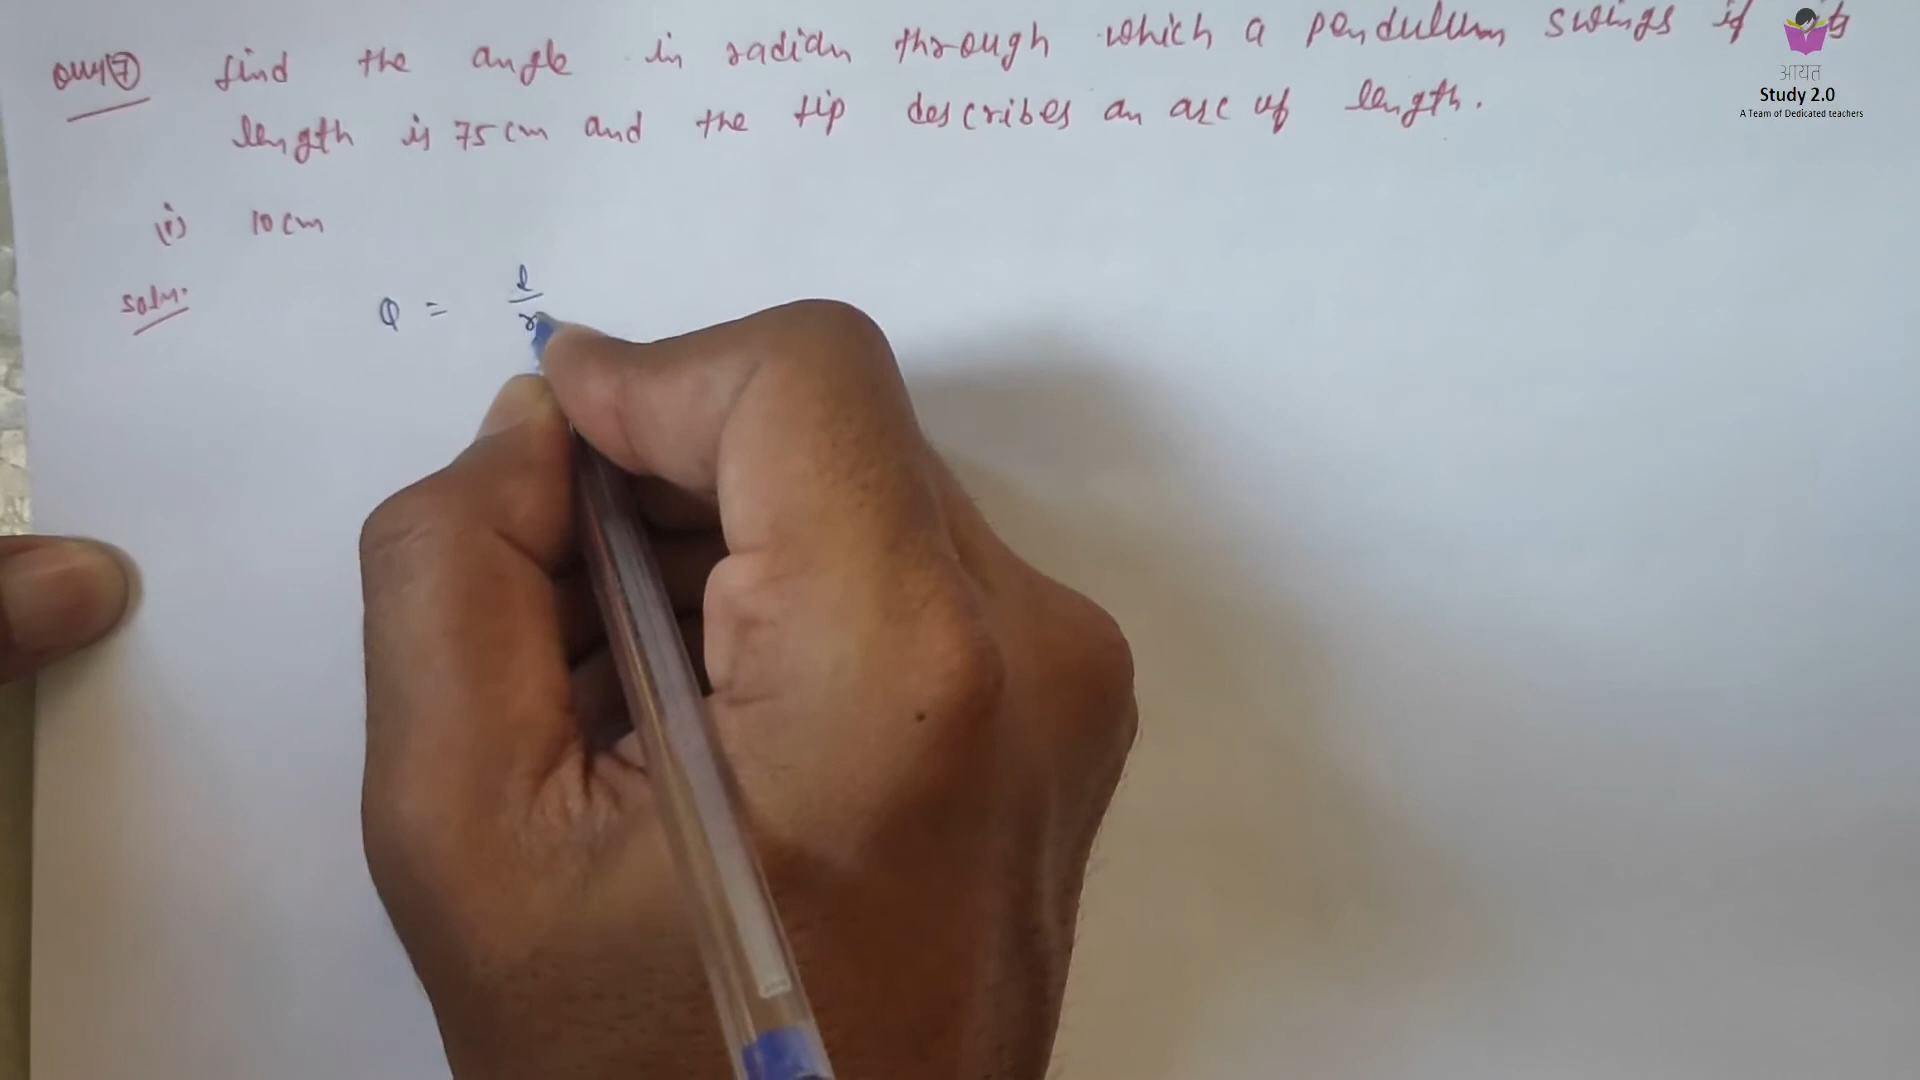 Qun ⑦ find the angle in radian through which a pendulum swings if its
length is 75 cm and the tip describes an arc of length.
(i) 10 cm
Soln.
θ = l/r
आयत
Study 2.0
A Team of Dedicated teachers